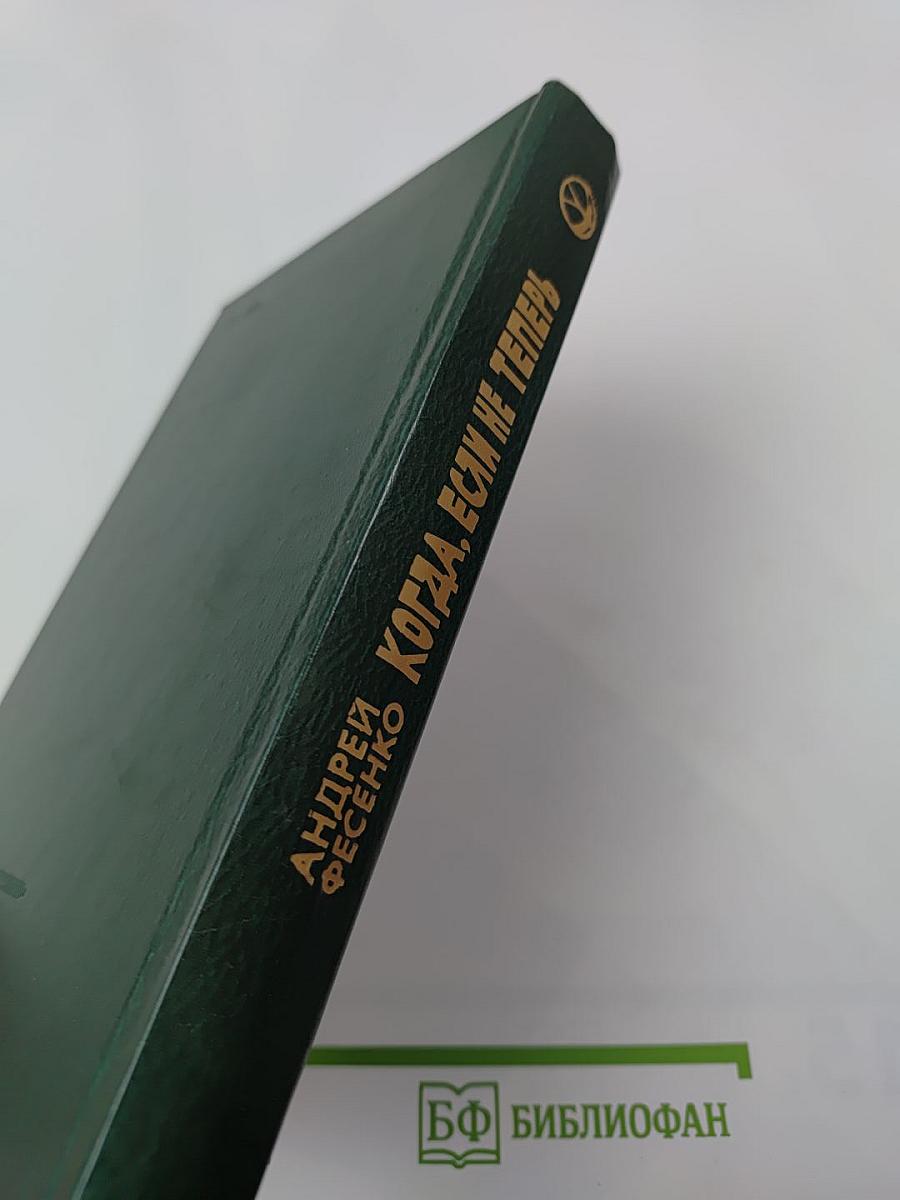 АНДРЕЙ
ФЕСЕНКО
КОГДА, ЕСЛИ НЕ ТЕПЕРЬ
БФ БИБЛИОФАН